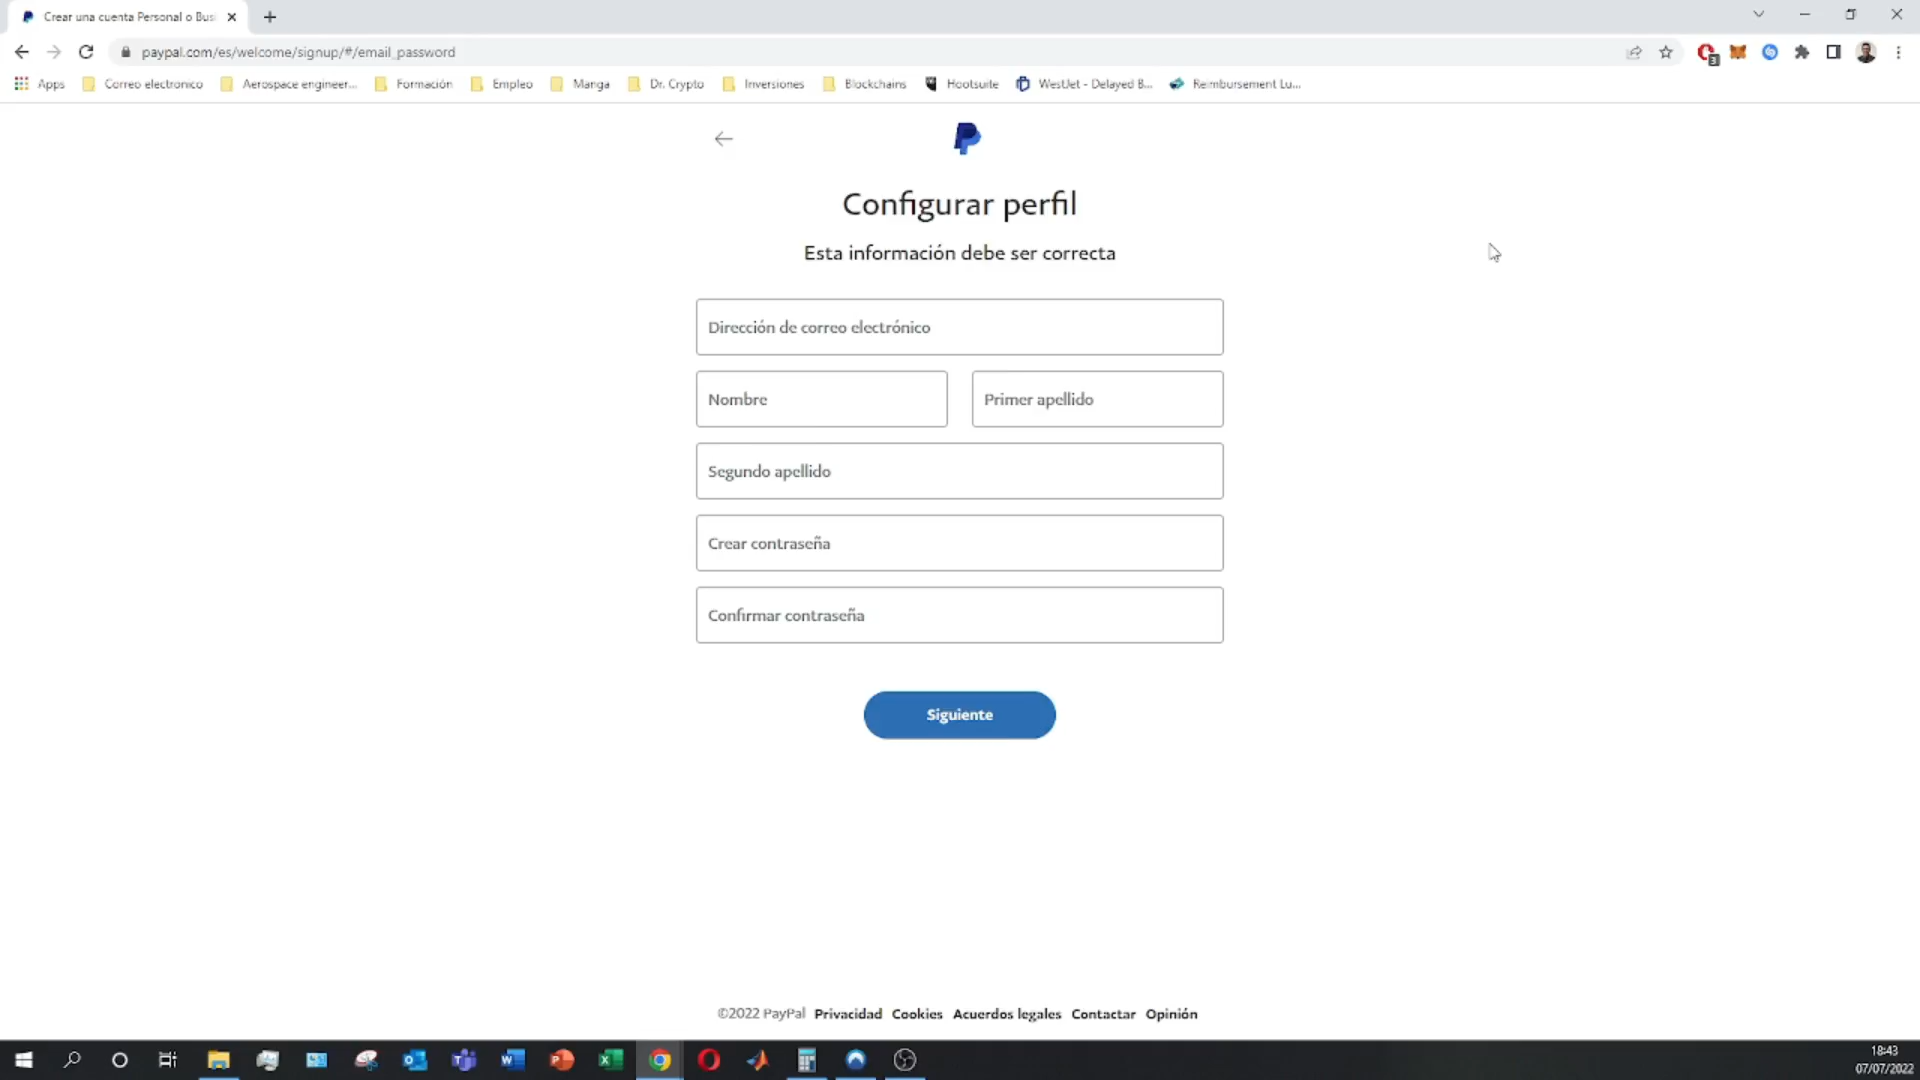 Crear una cuenta Personal o Busi
paypal.com/es/welcome/signup/#/email_password
3
Apps Correo electronico Aerospace engineer... Formación Empleo Manga Dr. Crypto Inversiones Blockchains Hootsuite WestJet - Delayed B... Reimbursement Lu...
Configurar perfil
Esta información debe ser correcta
Dirección de correo electrónico
Nombre Primer apellido
Segundo apellido
Crear contraseña
Confirmar contraseña
Siguiente
©2022 PayPal Privacidad Cookies Acuerdos legales Contactar Opinión
18:43
07/07/2022